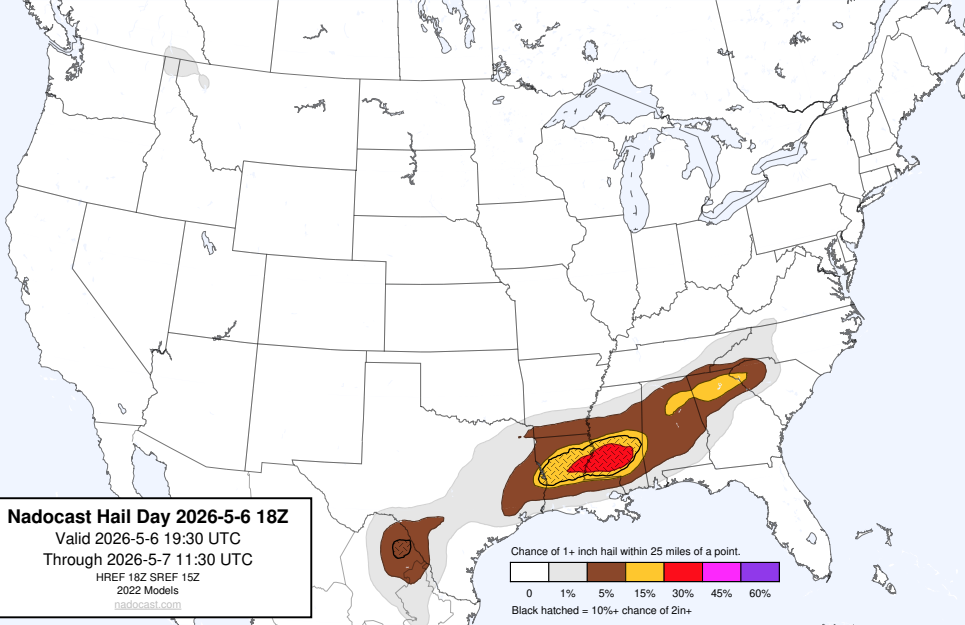 Nadocast Hail Day 2026-5-6 18Z
Valid 2026-5-6 19:30 UTC
Through 2026-5-7 11:30 UTC
HREF 18Z SREF 15Z
2022 Models
nadocast.com
Chance of 1+ inch hail within 25 miles of a point.
0 1% 5% 15% 30% 45% 60%
Black hatched = 10%+ chance of 2in+